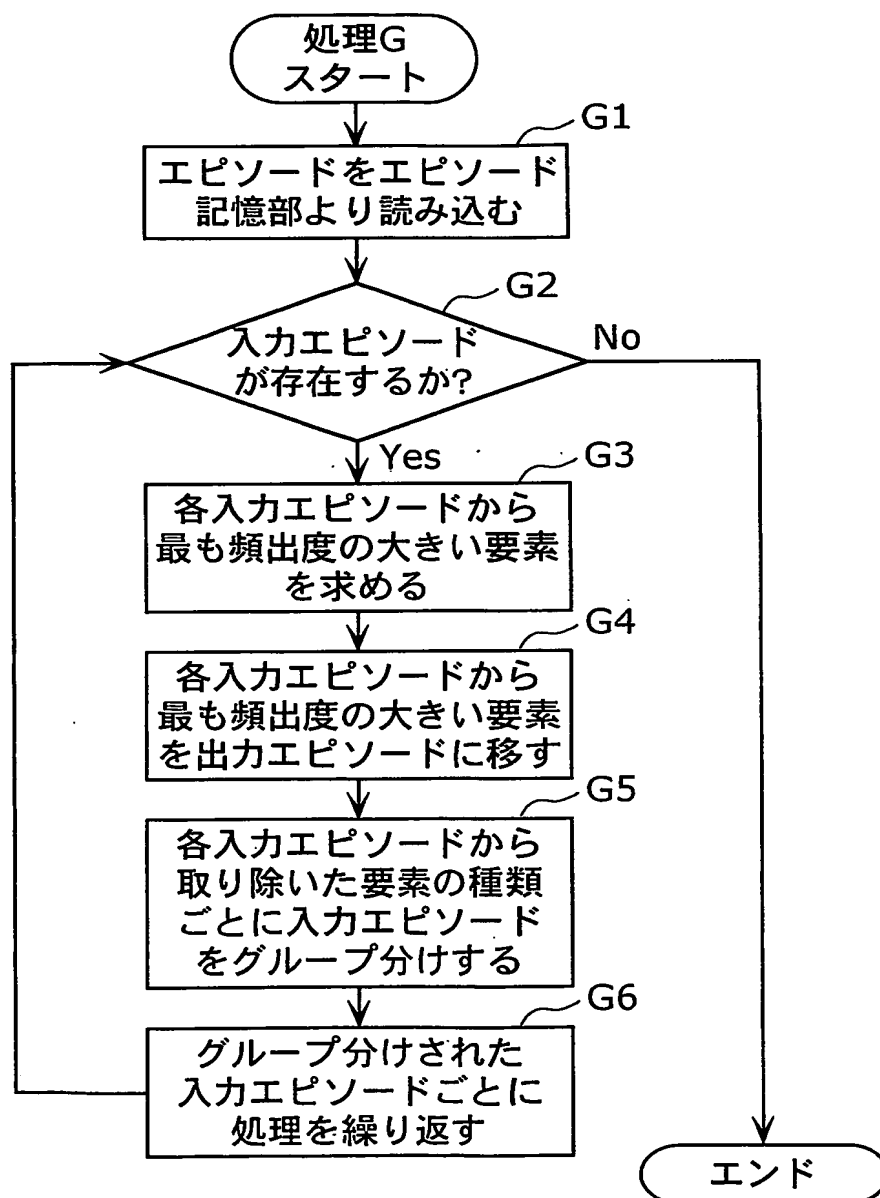 処理G
スタート
G1
エピソードをエピソード
記憶部より読み込む
G2
入力エピソード
が存在するか?
No
Yes
G3
各入力エピソードから
最も頻出度の大きい要素
を求める
G4
各入力エピソードから
最も頻出度の大きい要素
を出力エピソードに移す
G5
各入力エピソードから
取り除いた要素の種類
ごとに入力エピソード
をグループ分けする
G6
グループ分けされた
入力エピソードごとに
処理を繰り返す
エンド